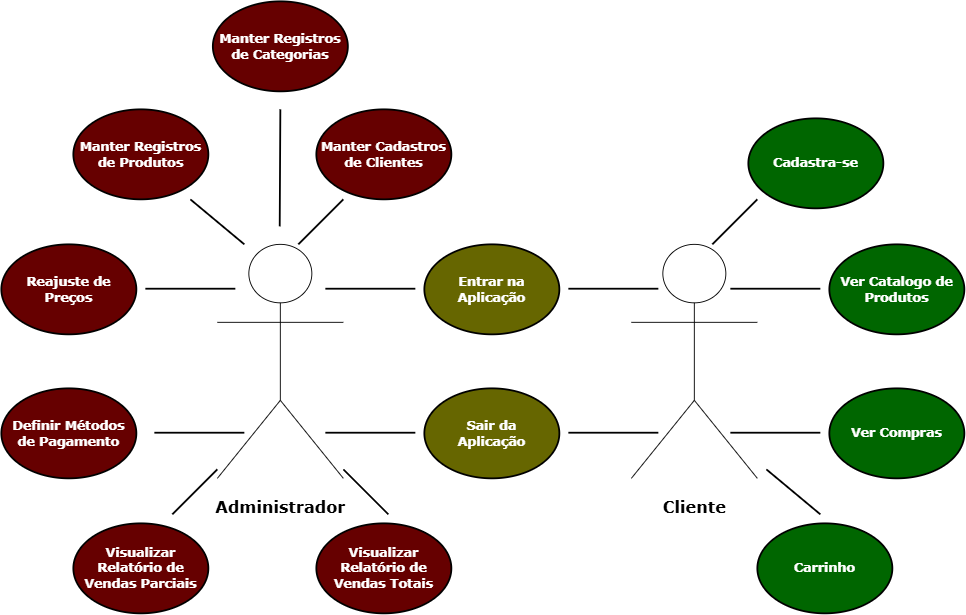 Manter Registros
de Categorias
Manter Registros
de Produtos
Manter Cadastros
de Clientes
Cadastra-se
Reajuste de
Preços
Entrar na
Aplicação
Ver Catalogo de
Produtos
Definir Métodos
de Pagamento
Sair da
Aplicação
Ver Compras
Administrador
Cliente
Visualizar
Relatório de
Vendas Parciais
Visualizar
Relatório de
Vendas Totais
Carrinho